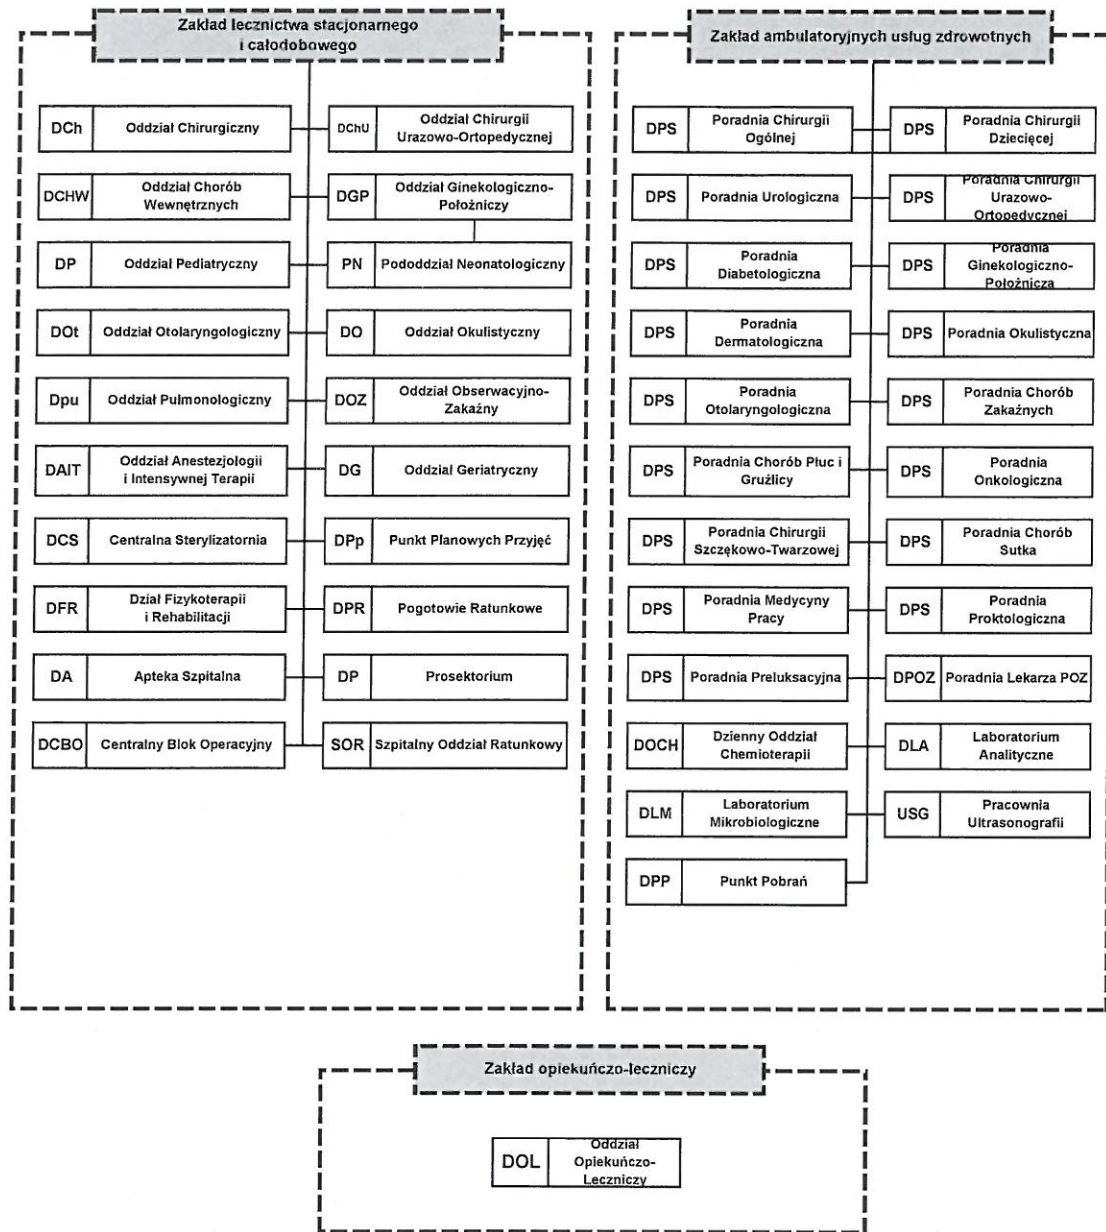 Zakład lecznictwa stacjonarnego
i całodobowego
DCh
Oddział Chirurgiczny
DChU
Oddział Chirurgii
Urazowo-Ortopedycznej
DCHW
Oddział Chorób
Wewnętrznych
DGP
Oddział Ginekologiczno-
Położniczy
DP
Oddział Pediatryczny
PN
Pododdział Neonatologiczny
DOt
Oddział Otolaryngologiczny
DO
Oddział Okulistyczny
Dpu
Oddział Pulmonologiczny
DOZ
Oddział Obserwacyjno-
Zakaźny
DAIT
Oddział Anestezjologii
i Intensywnej Terapii
DG
Oddział Geriatryczny
DCS
Centralna Sterylizatornia
DPp
Punkt Planowych Przyjęć
DFR
Dział Fizykoterapii
i Rehabilitacji
DPR
Pogotowie Ratunkowe
DA
Apteka Szpitalna
DP
Prosektorium
DCBO
Centralny Blok Operacyjny
SOR
Szpitalny Oddział Ratunkowy
Zakład ambulatoryjnych usług zdrowotnych
DPS
Poradnia Chirurgii
Ogólnej
DPS
Poradnia Chirurgii
Dziecięcej
DPS
Poradnia Urologiczna
DPS
Poradnia Chirurgii
Urazowo-
Ortopedycznej
DPS
Poradnia
Diabetologiczna
DPS
Poradnia
Ginekologiczno-
Położnicza
DPS
Poradnia
Dermatologiczna
DPS
Poradnia Okulistyczna
DPS
Poradnia
Otolaryngologiczna
DPS
Poradnia Chorób
Zakaźnych
DPS
Poradnia Chorób Płuc i
Gruźlicy
DPS
Poradnia
Onkologiczna
DPS
Poradnia Chirurgii
Szczękowo-Twarzowej
DPS
Poradnia Chorób
Sutka
DPS
Poradnia Medycyny
Pracy
DPS
Poradnia
Proktologiczna
DPS
Poradnia Preluksacyjna
DPOZ
Poradnia Lekarza POZ
DOCH
Dzienny Oddział
Chemioterapii
DLA
Laboratorium
Analityczne
DLM
Laboratorium
Mikrobiologiczne
USG
Pracownia
Ultrasonografii
DPP
Punkt Pobrań
Zakład opiekuńczo-leczniczy
DOL
Oddział
Opiekuńczo-
Leczniczy